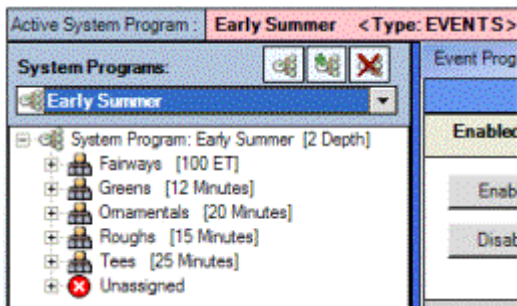 Active System Program : Early Summer <Type: EVENTS>
System Programs:
Event Prog
Early Summer
Enabled
System Program: Early Summer [2 Depth]
Fairways [100 ET]
Greens [12 Minutes]
Enab
Ornamentals [20 Minutes]
Roughs [15 Minutes]
Disab
Tees [25 Minutes]
Unassigned